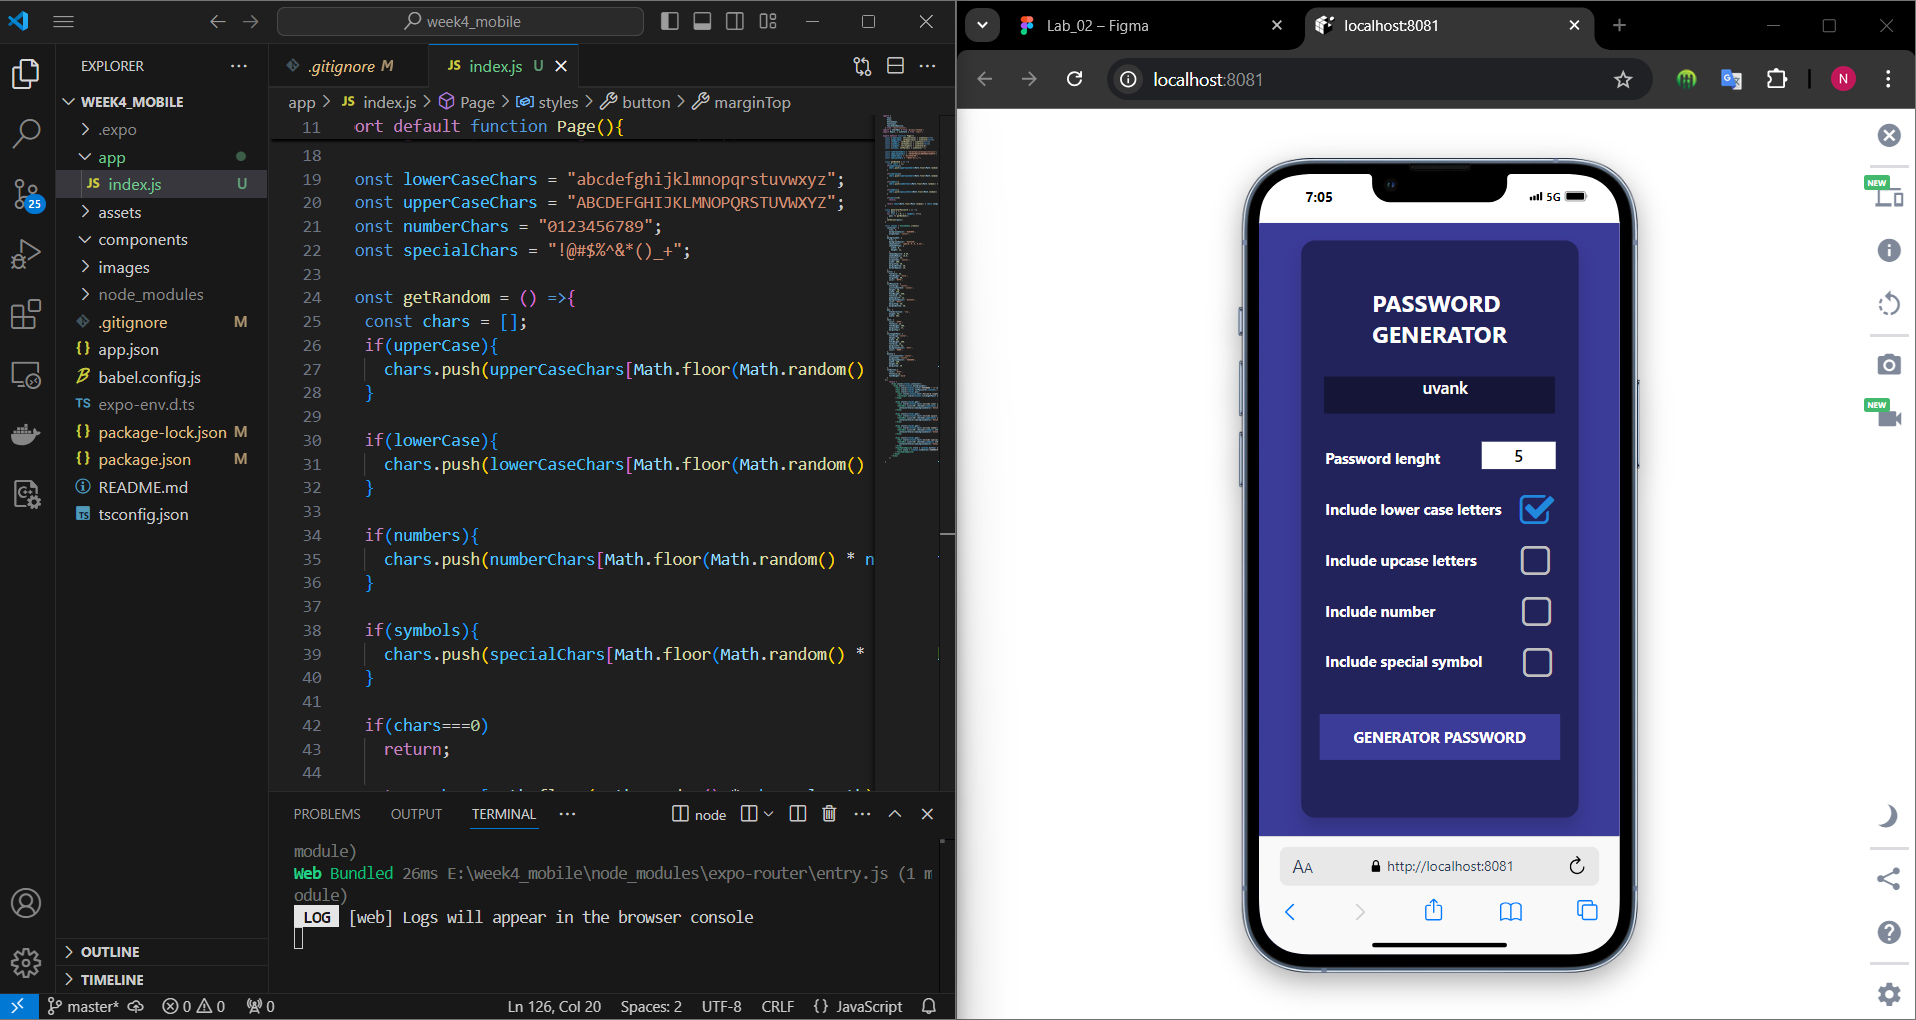 week4_mobile
EXPLORER
WEEK4_MOBILE
.expo
app
JS index.js U
assets
components
images
node_modules
.gitignore M
{} app.json
babel.config.js
TS expo-env.d.ts
{} package-lock.json M
{} package.json M
README.md
TS tsconfig.json
25
OUTLINE
TIMELINE
.gitignore M
JS index.js U
app > JS index.js > Page > styles > button > marginTop
11 ort default function Page(){
18
19 onst lowerCaseChars = "abcdefghijklmnopqrstuvwxyz";
20 onst upperCaseChars = "ABCDEFGHIJKLMNOPQRSTUVWXYZ";
21 onst numberChars = "0123456789";
22 onst specialChars = "!@#$%^&*()_+";
23
24 onst getRandom = () =>{
25 const chars = [];
26 if(upperCase){
27 chars.push(upperCaseChars[Math.floor(Math.random()
28 }
29
30 if(lowerCase){
31 chars.push(lowerCaseChars[Math.floor(Math.random()
32 }
33
34 if(numbers){
35 chars.push(numberChars[Math.floor(Math.random() * n
36 }
37
38 if(symbols){
39 chars.push(specialChars[Math.floor(Math.random() *
40 }
41
42 if(chars===0)
43 return;
44
PROBLEMS OUTPUT TERMINAL
node
module)
Web Bundled 26ms E:\week4_mobile\node_modules\expo-router\entry.js (1 m
odule)
LOG [web] Logs will appear in the browser console
master* 0 0 0
Ln 126, Col 20 Spaces: 2 UTF-8 CRLF {} JavaScript
Lab_02 – Figma
localhost:8081
localhost:8081
N
NEW
NEW
7:05
5G
PASSWORD
GENERATOR
uvank
Password lenght 5
Include lower case letters
Include upcase letters
Include number
Include special symbol
GENERATOR PASSWORD
AA http://localhost:8081